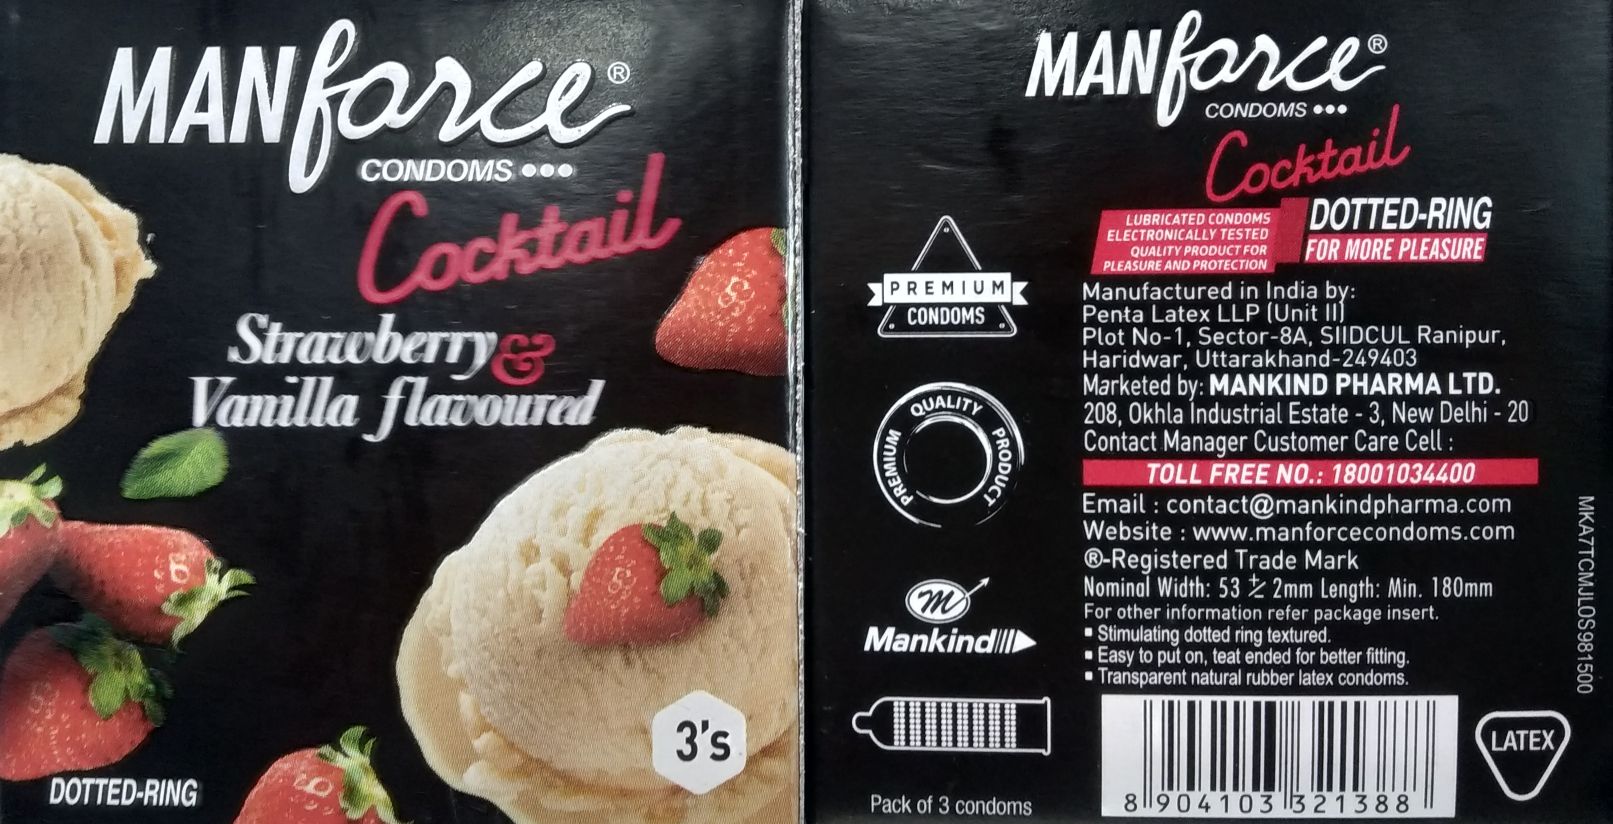 MANforce®
CONDOMS •••
Cocktail
Strawberry &
Vanilla flavoured
3's
DOTTED-RING
MANforce®
CONDOMS •••
Cocktail
LUBRICATED CONDOMS
ELECTRONICALLY TESTED
QUALITY PRODUCT FOR
PLEASURE AND PROTECTION
DOTTED-RING
FOR MORE PLEASURE
PREMIUM
CONDOMS
Manufactured in India by:
Penta Latex LLP (Unit II)
Plot No-1, Sector-8A, SIIDCUL Ranipur,
Haridwar, Uttarakhand-249403
Marketed by: MANKIND PHARMA LTD.
208, Okhla Industrial Estate - 3, New Delhi - 20
Contact Manager Customer Care Cell :
TOLL FREE NO.: 18001034400
PREMIUM QUALITY PRODUCT
Email : contact@mankindpharma.com
Website : www.manforcecondoms.com
®-Registered Trade Mark
Nominal Width: 53 ± 2mm Length: Min. 180mm
For other information refer package insert.
▪ Stimulating dotted ring textured.
▪ Easy to put on, teat ended for better fitting.
▪ Transparent natural rubber latex condoms.
m
Mankind
MKA7TCMJLOS981500
LATEX
Pack of 3 condoms
8 904103 321388